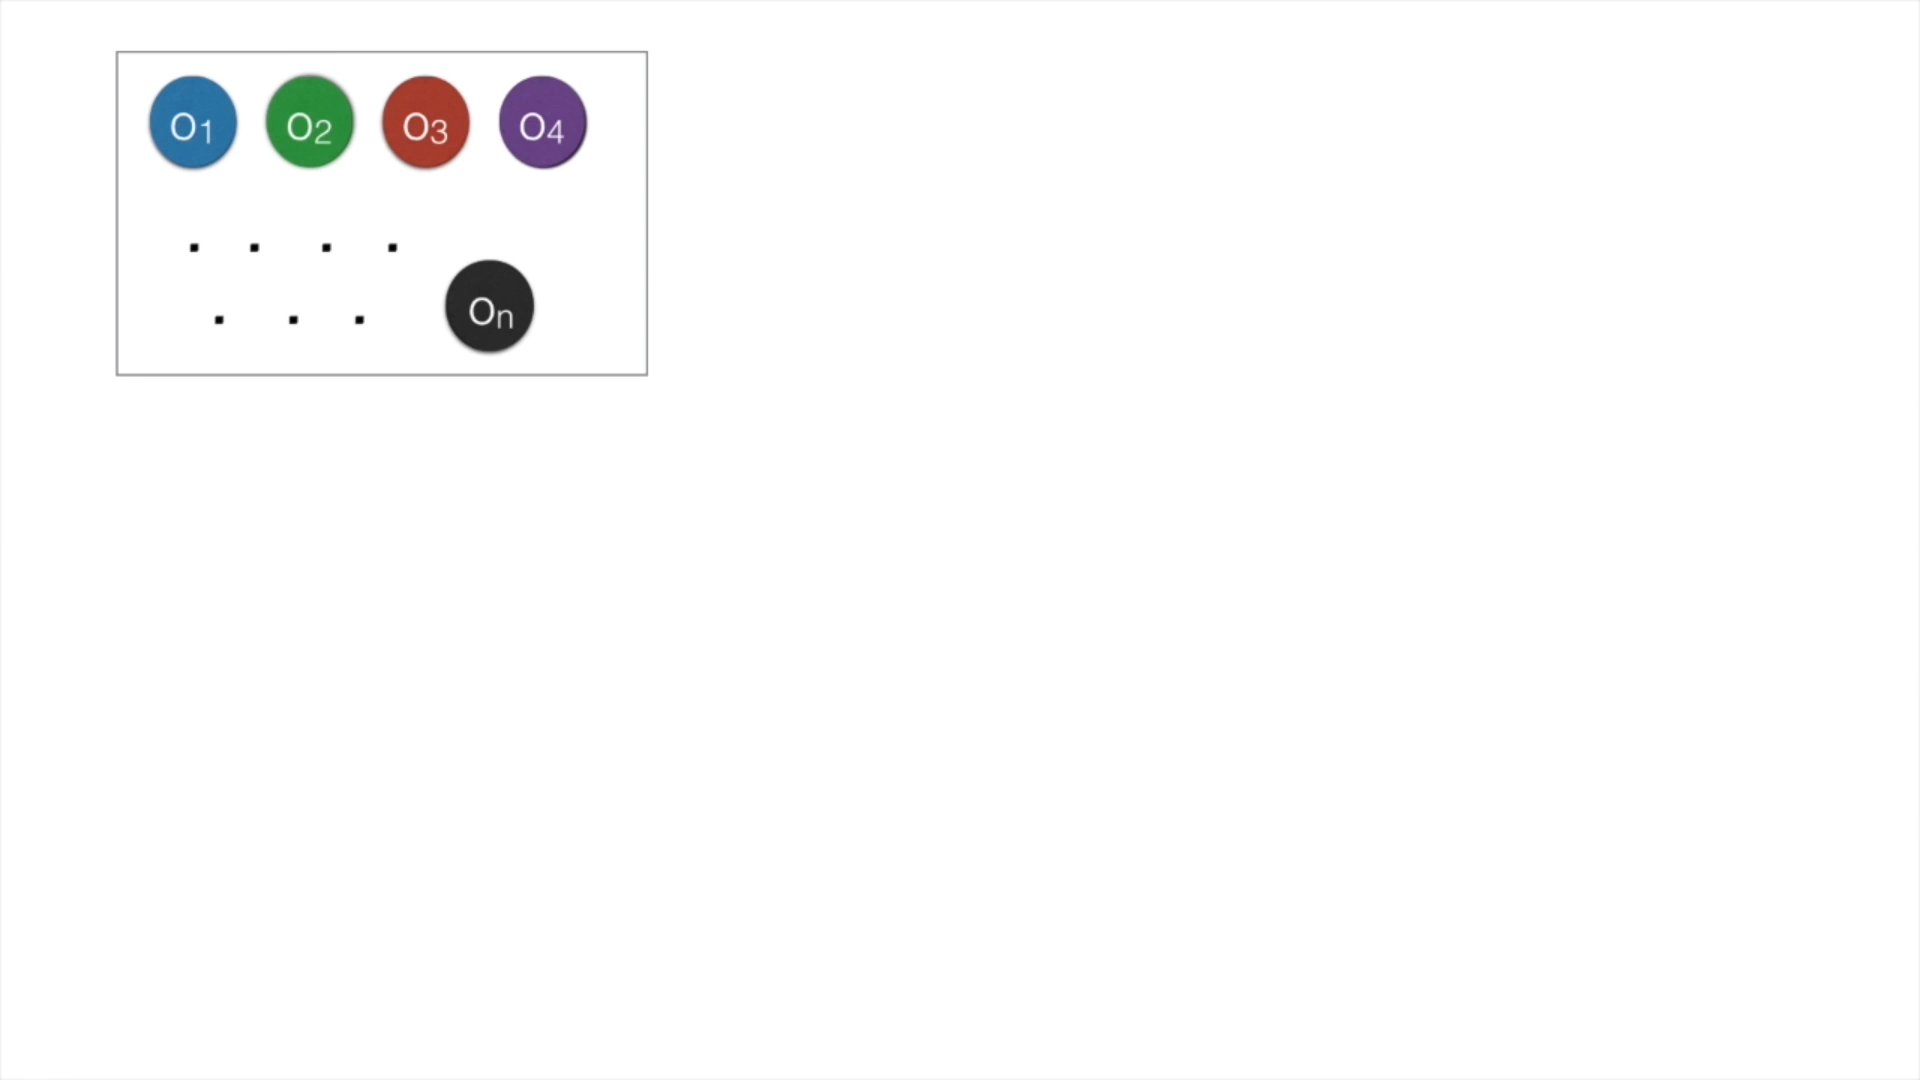 O1 O2 O3 O4
. . . .
. . . On